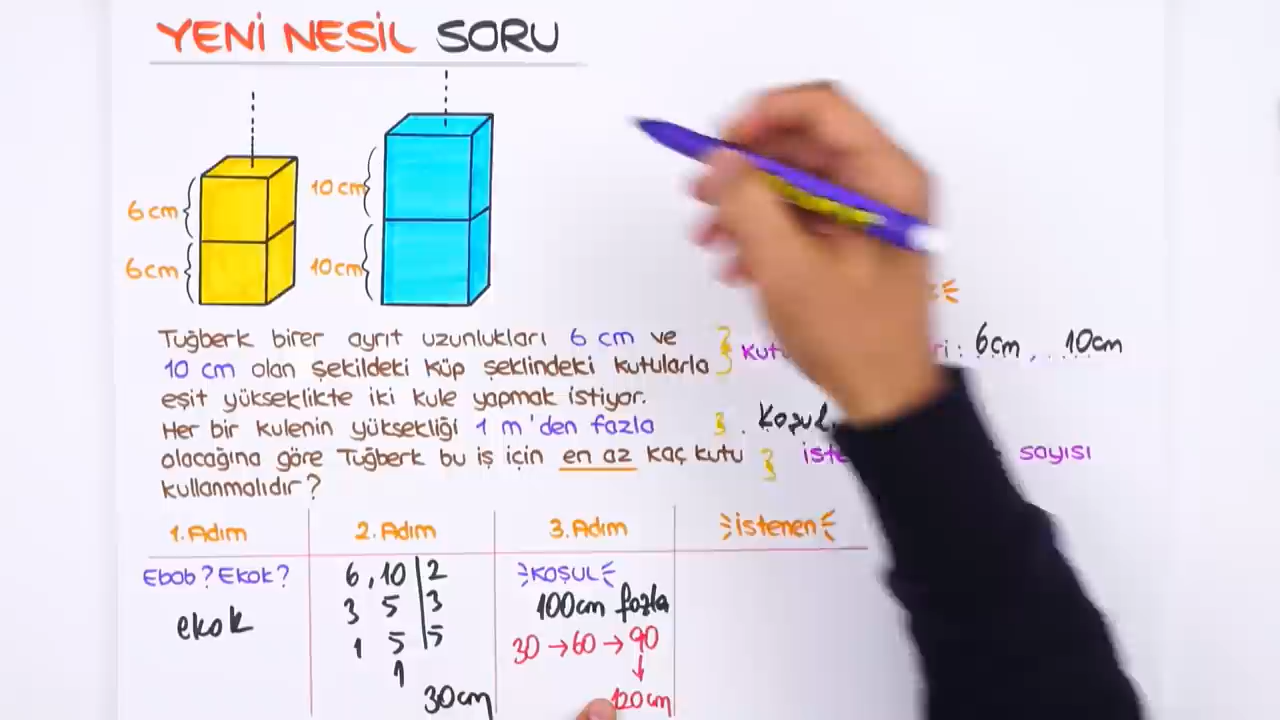 YENİ NESİL SORU
6 cm
6 cm
10 cm
10 cm
Tuğberk birer ayrıt uzunlukları 6 cm ve
10 cm olan şekildeki küp şeklindeki kutularla
eşit yükseklikte iki kule yapmak istiyor.
Her bir kulenin yüksekliği 1 m'den fazla
olacağına göre Tuğberk bu iş için en az kaç kutu
kullanmalıdır?
: 6cm, 10cm
Koşul
sayısı
1. Adım
2. Adım
3. Adım
İstenen
Ebob? Ekok?
ekok
6, 10 | 2
3 5 | 3
1 5 | 5
1
30cm
KOŞUL
100cm fazla
30 → 60 → 90
↓
120cm